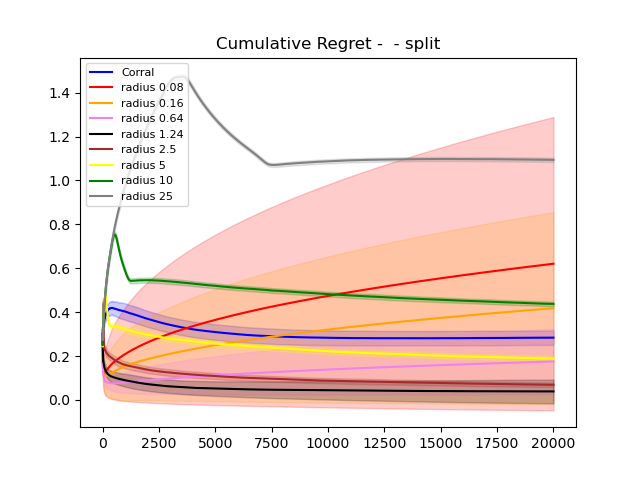 Cumulative Regret -  - split
Corral
radius 0.08
radius 0.16
radius 0.64
radius 1.24
radius 2.5
radius 5
radius 10
radius 25
1.4
1.2
1.0
0.8
0.6
0.4
0.2
0.0
0 2500 5000 7500 10000 12500 15000 17500 20000